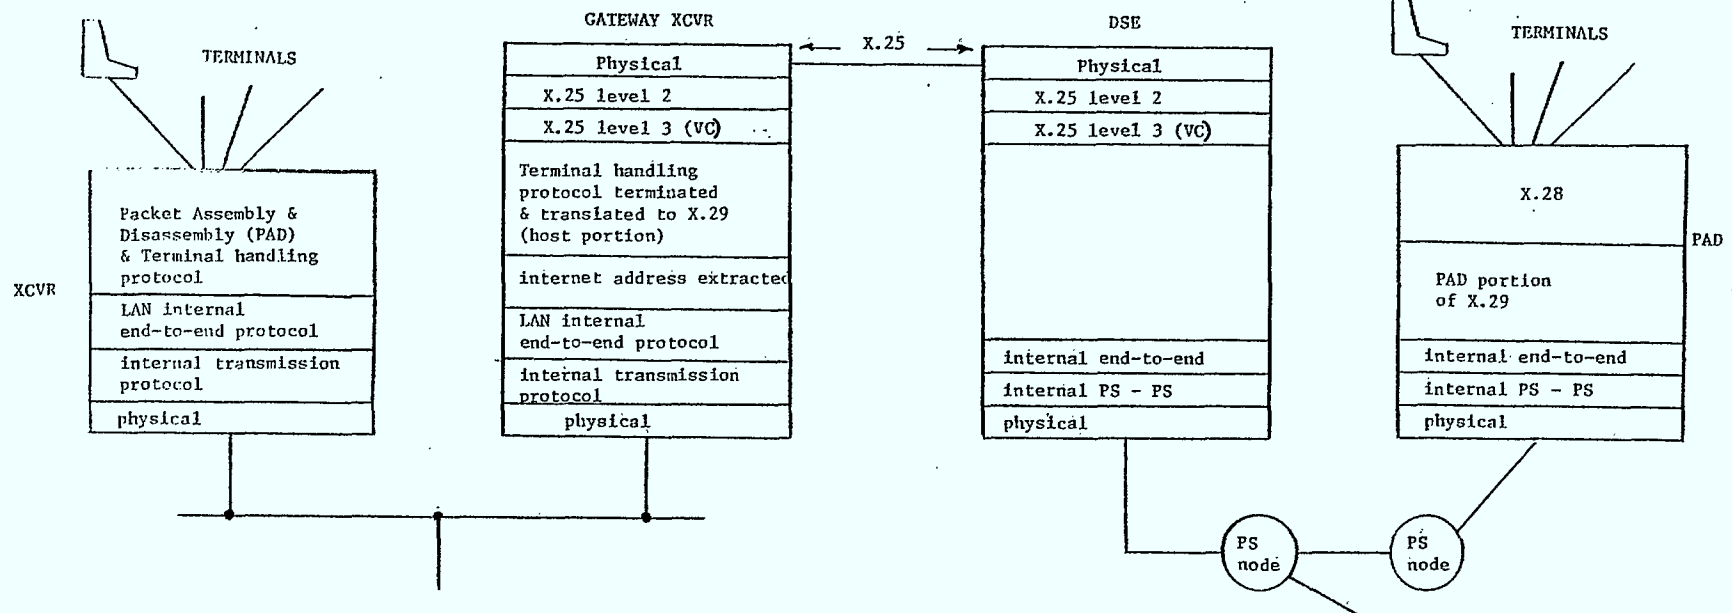 GATEWAY XCVR
DSE
TERMINALS
X.25
TERMINALS
XCVR
Packet Assembly &
Disassembly (PAD)
& Terminal handling
protocol
LAN internal
end-to-end protocol
internal transmission
protocol
physical
Physical
X.25 level 2
X.25 level 3 (VC)
Terminal handling
protocol terminated
& translated to X.29
(host portion)
internet address extracted
LAN internal
end-to-end protocol
internal transmission
protocol
physical
Physical
X.25 level 2
X.25 level 3 (VC)
internal end-to-end
internal PS - PS
physical
X.28
PAD
PAD portion
of X.29
internal end-to-end
internal PS - PS
physical
PS
node
PS
node